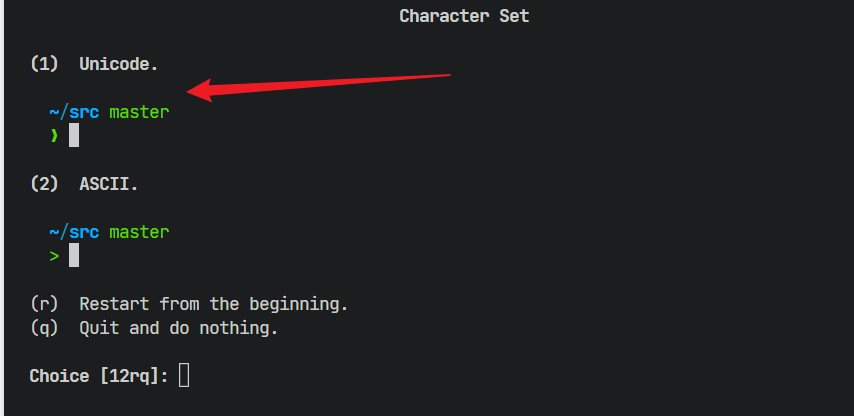 Character Set
(1)  Unicode.
~/src master
❯
(2)  ASCII.
~/src master
>
(r)  Restart from the beginning.
(q)  Quit and do nothing.
Choice [12rq]: